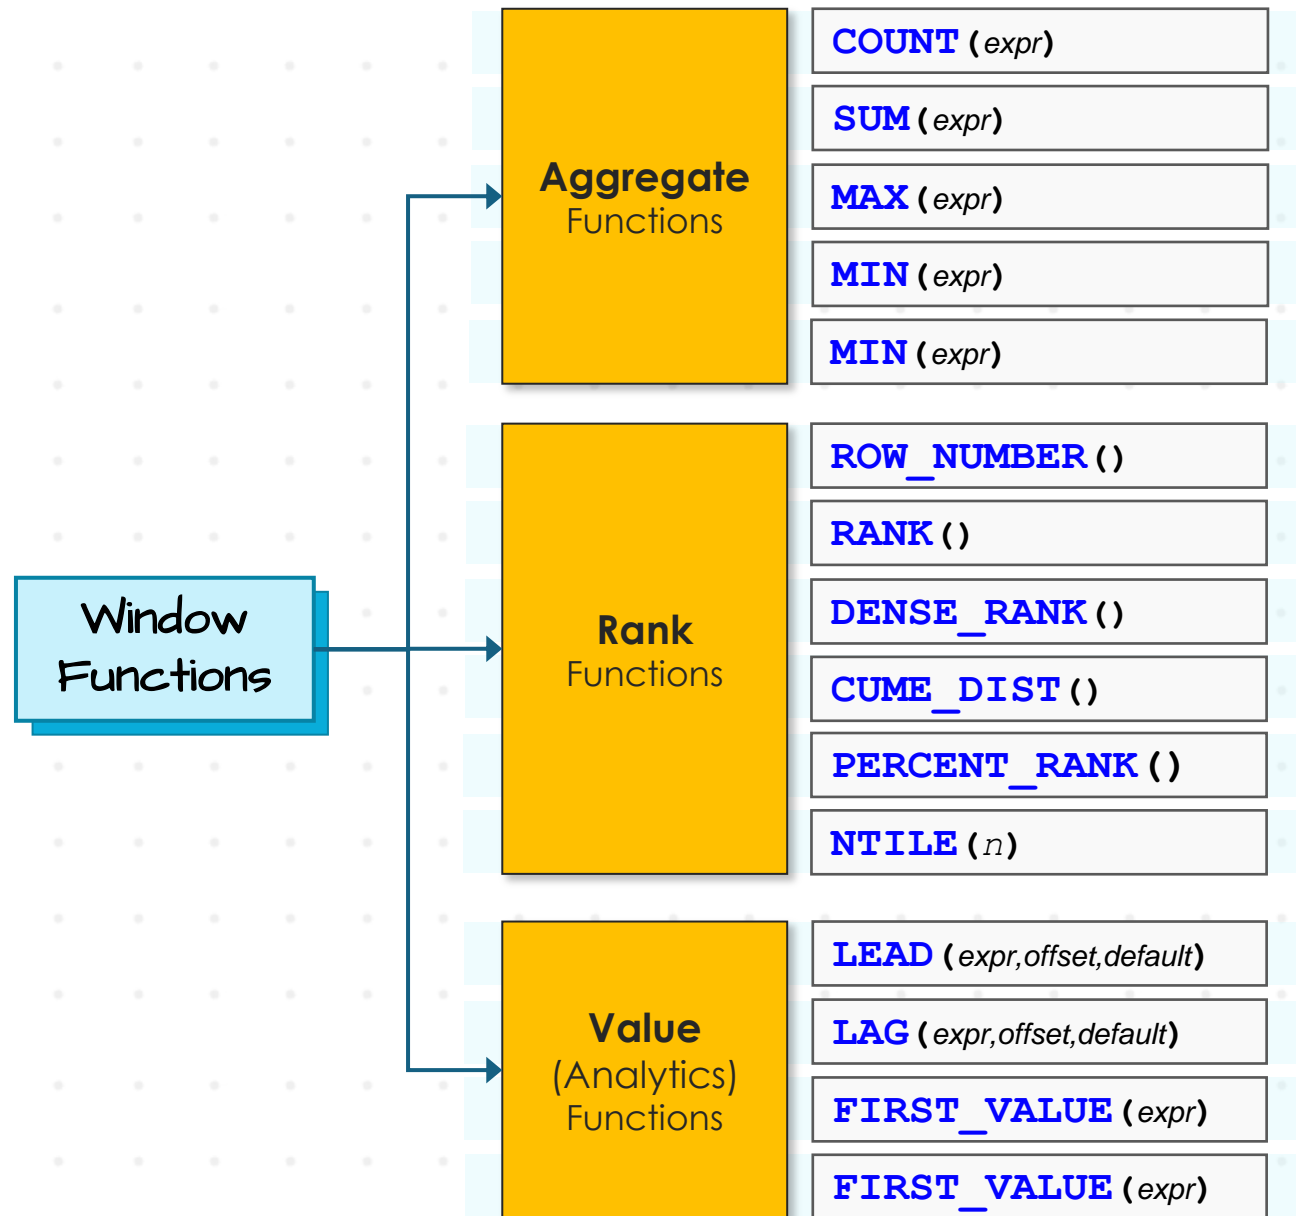 Window
Functions
Aggregate
Functions
COUNT(expr)
SUM(expr)
MAX(expr)
MIN(expr)
MIN(expr)
Rank
Functions
ROW_NUMBER()
RANK()
DENSE_RANK()
CUME_DIST()
PERCENT_RANK()
NTILE(n)
Value
(Analytics)
Functions
LEAD(expr,offset,default)
LAG(expr,offset,default)
FIRST_VALUE(expr)
FIRST_VALUE(expr)